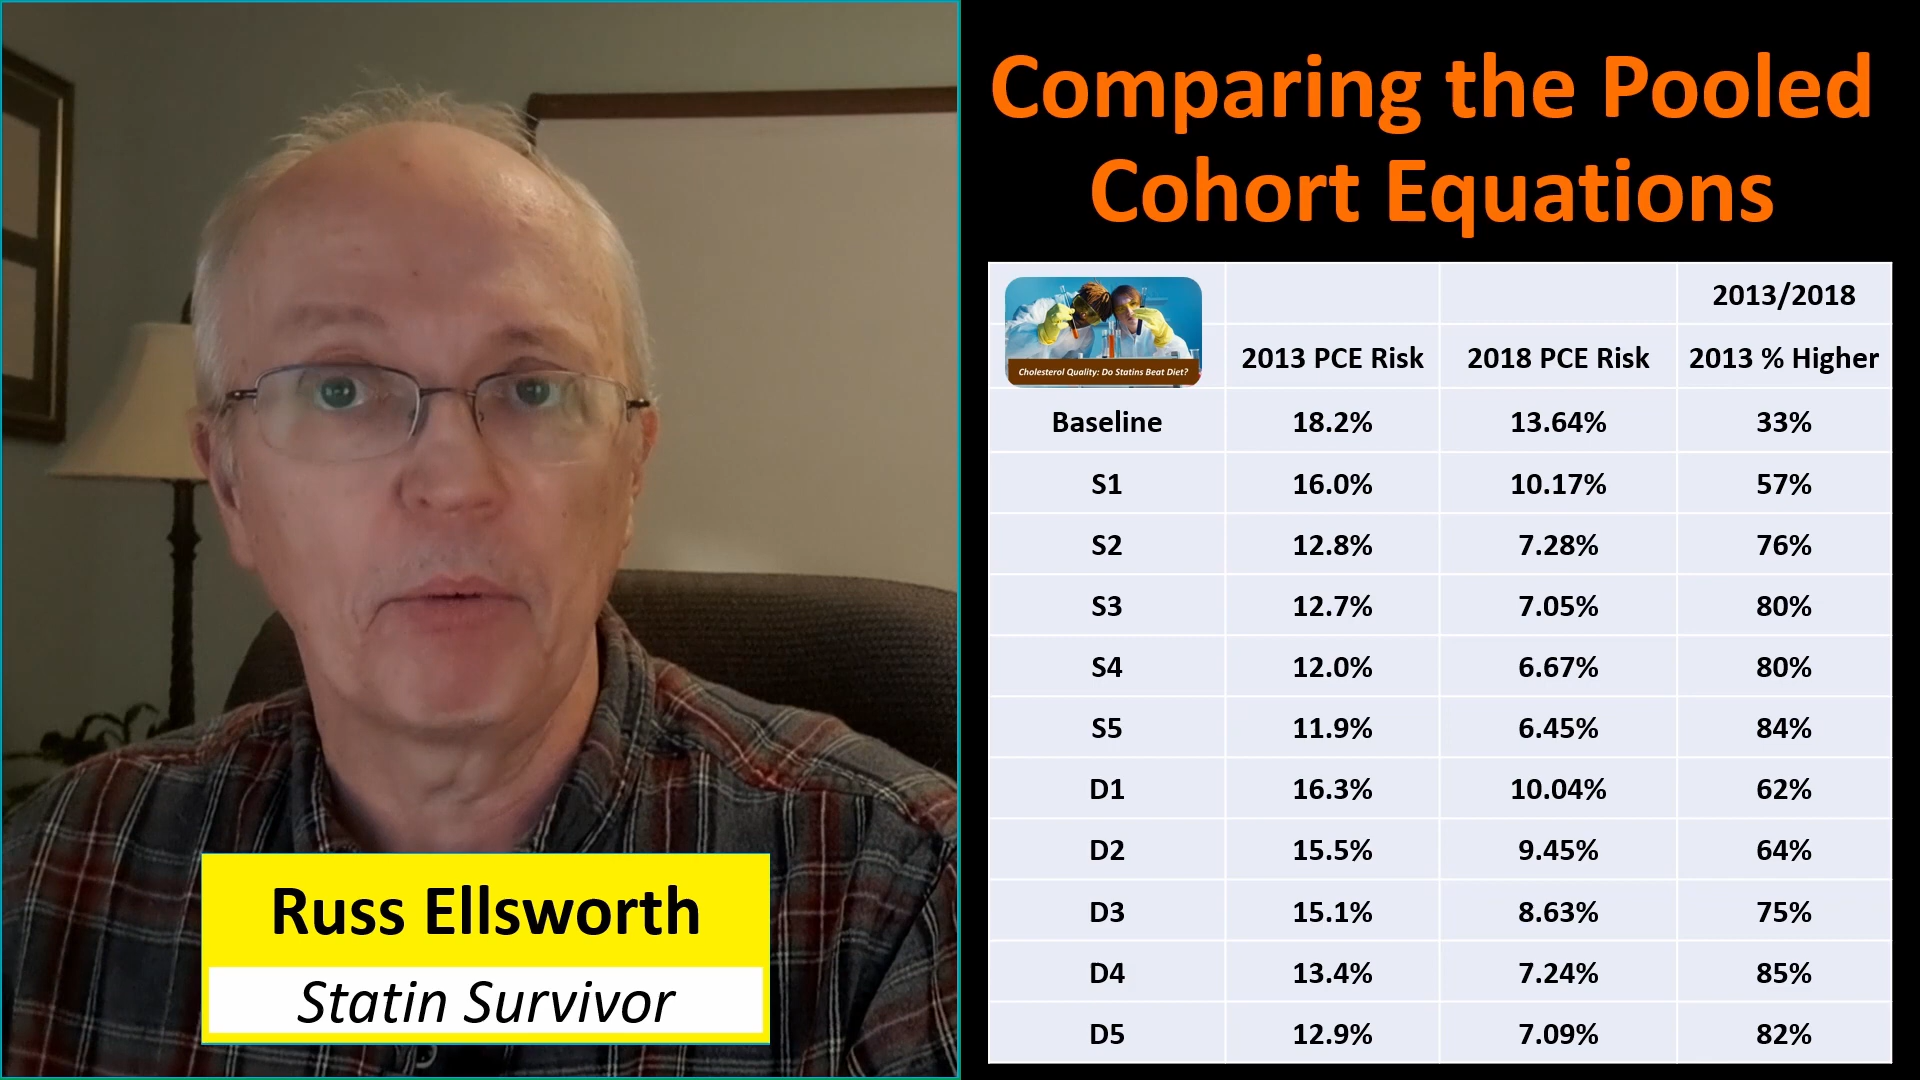 Comparing the Pooled
Cohort Equations
2013/2018
2013 PCE Risk 2018 PCE Risk 2013 % Higher
Cholesterol Quality: Do Statins Beat Diet?
Baseline 18.2% 13.64% 33%
S1 16.0% 10.17% 57%
S2 12.8% 7.28% 76%
S3 12.7% 7.05% 80%
S4 12.0% 6.67% 80%
S5 11.9% 6.45% 84%
D1 16.3% 10.04% 62%
D2 15.5% 9.45% 64%
D3 15.1% 8.63% 75%
D4 13.4% 7.24% 85%
D5 12.9% 7.09% 82%
Russ Ellsworth
Statin Survivor